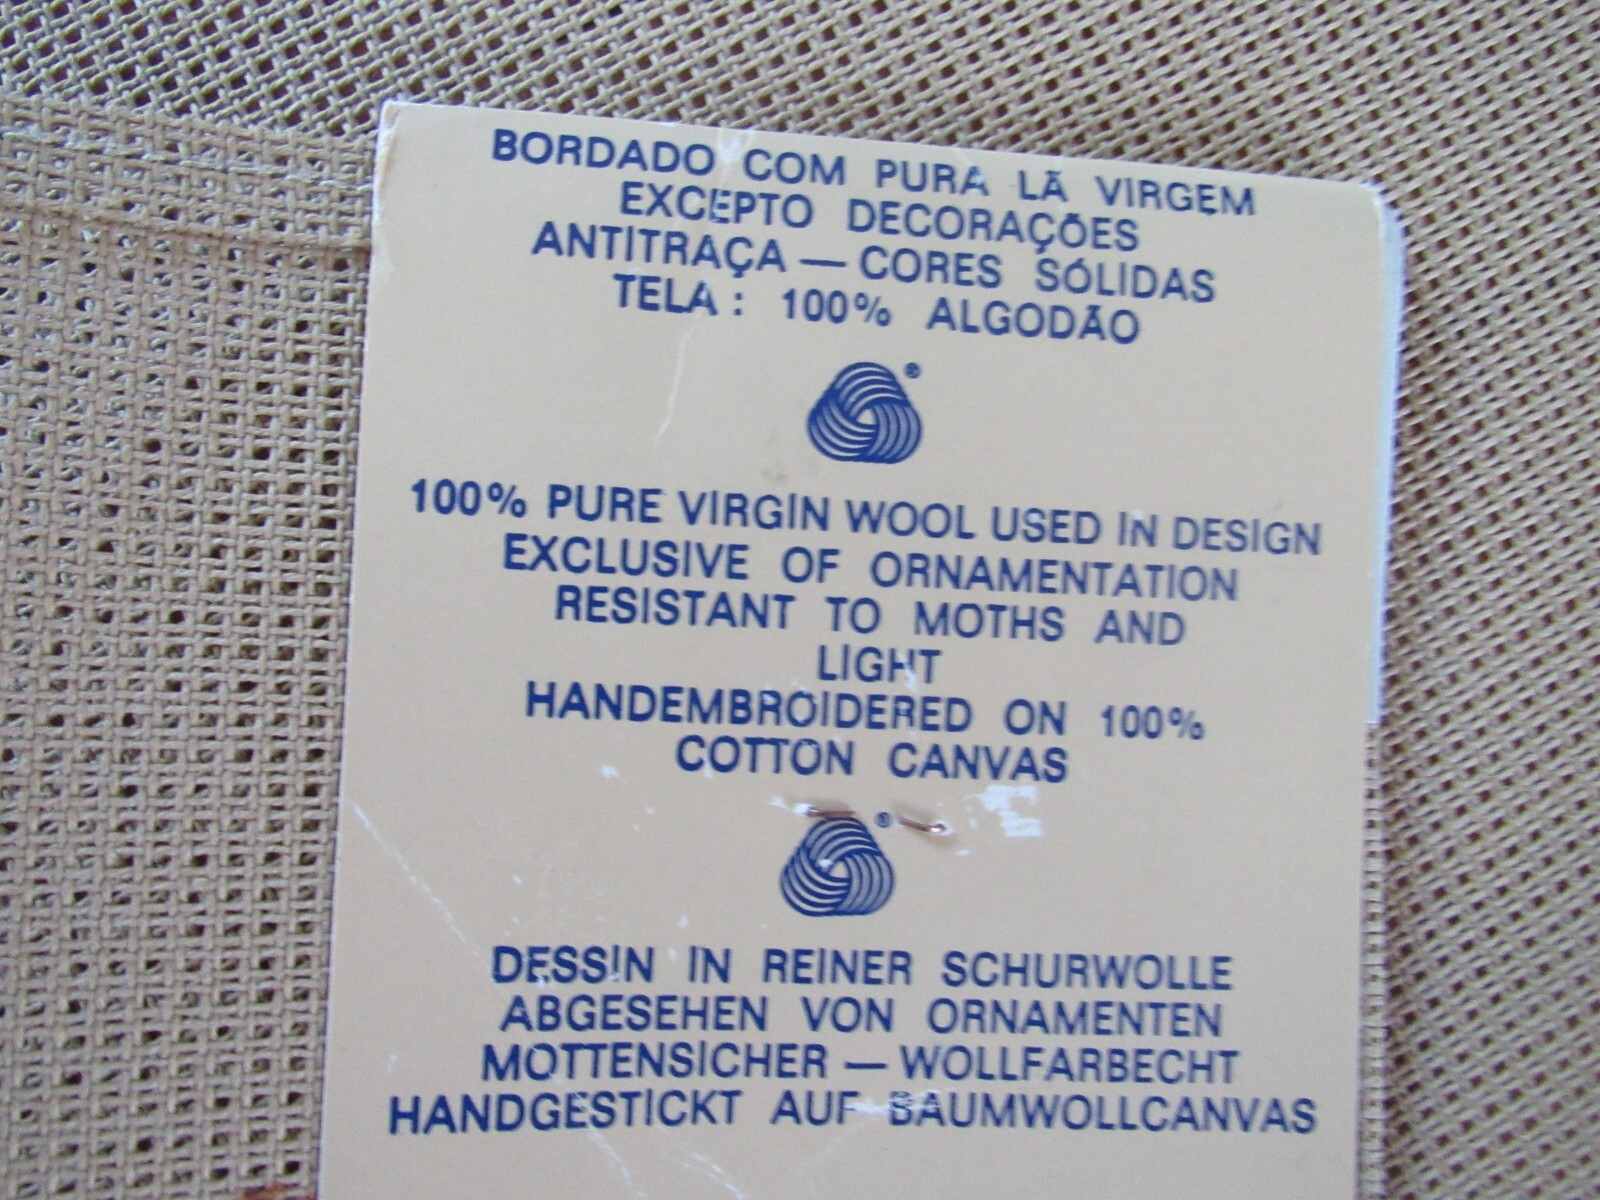 BORDADO COM PURA LÃ VIRGEM
EXCEPTO DECORAÇÕES
ANTITRAÇA — CORES SÓLIDAS
TELA : 100% ALGODÃO
®
100% PURE VIRGIN WOOL USED IN DESIGN
EXCLUSIVE OF ORNAMENTATION
RESISTANT TO MOTHS AND
LIGHT
HANDEMBROIDERED ON 100%
COTTON CANVAS
®
DESSIN IN REINER SCHURWOLLE
ABGESEHEN VON ORNAMENTEN
MOTTENSICHER — WOLLFARBECHT
HANDGESTICKT AUF BAUMWOLLCANVAS